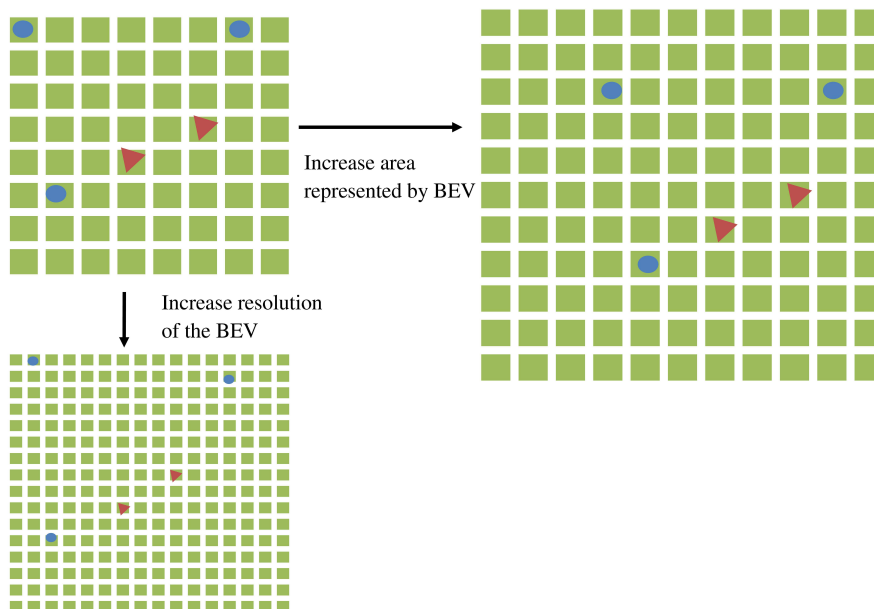 Increase area
represented by BEV
Increase resolution
of the BEV